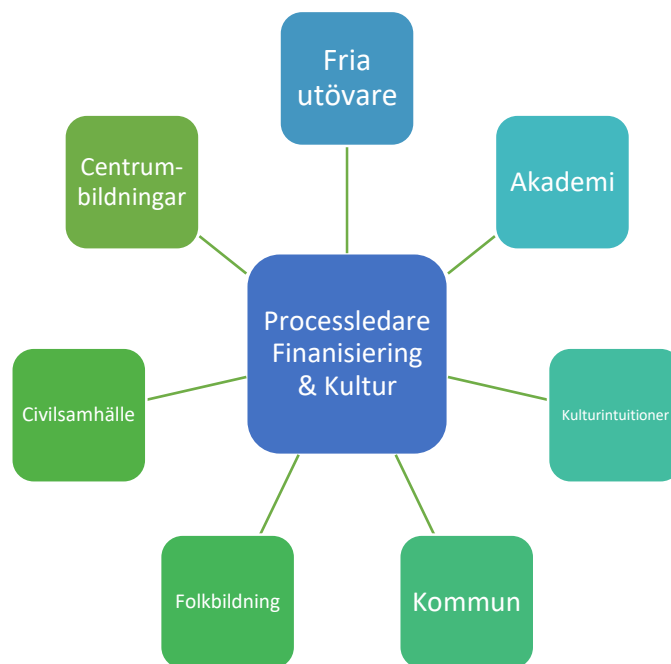 Fria
utövare
Centrum-
bildningar
Akademi
Processledare
Finanisiering
& Kultur
Civilsamhälle
Kulturintuitioner
Folkbildning
Kommun